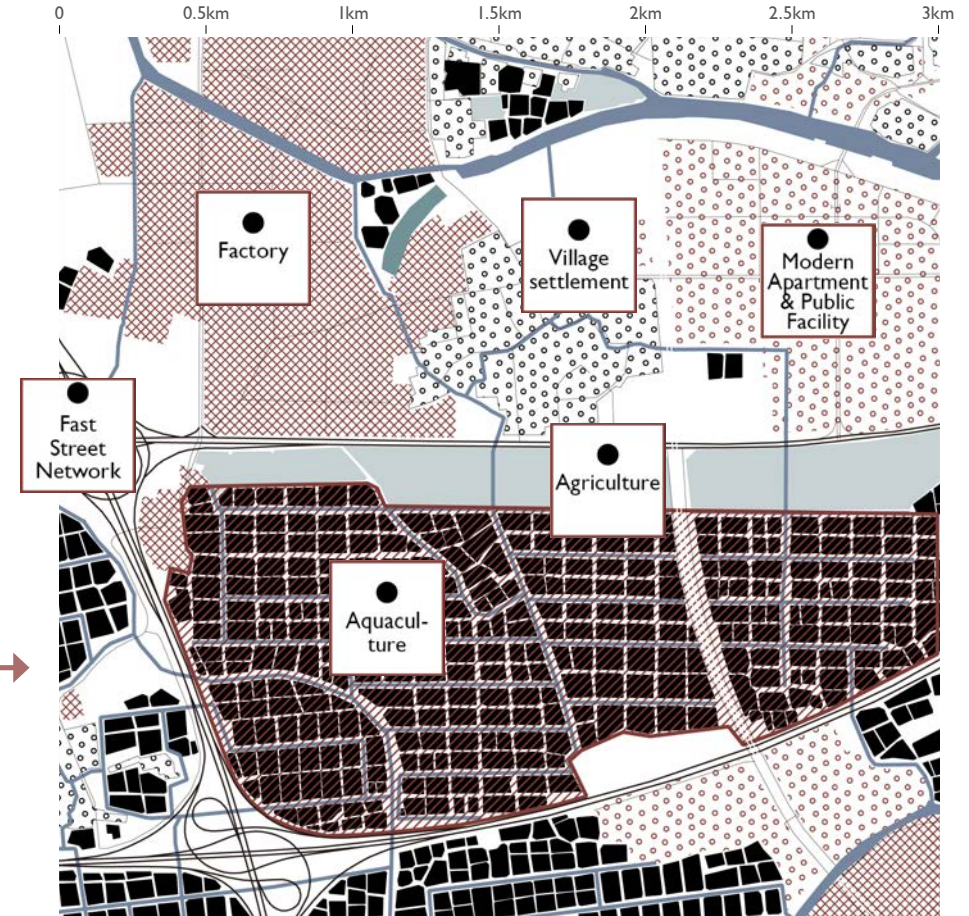 0
0.5km
1km
1.5km
2km
2.5km
3km
Factory
Village
settlement
Modern
Apartment
& Public
Facility
Fast
Street
Network
Agriculture
Aquacul-
ture